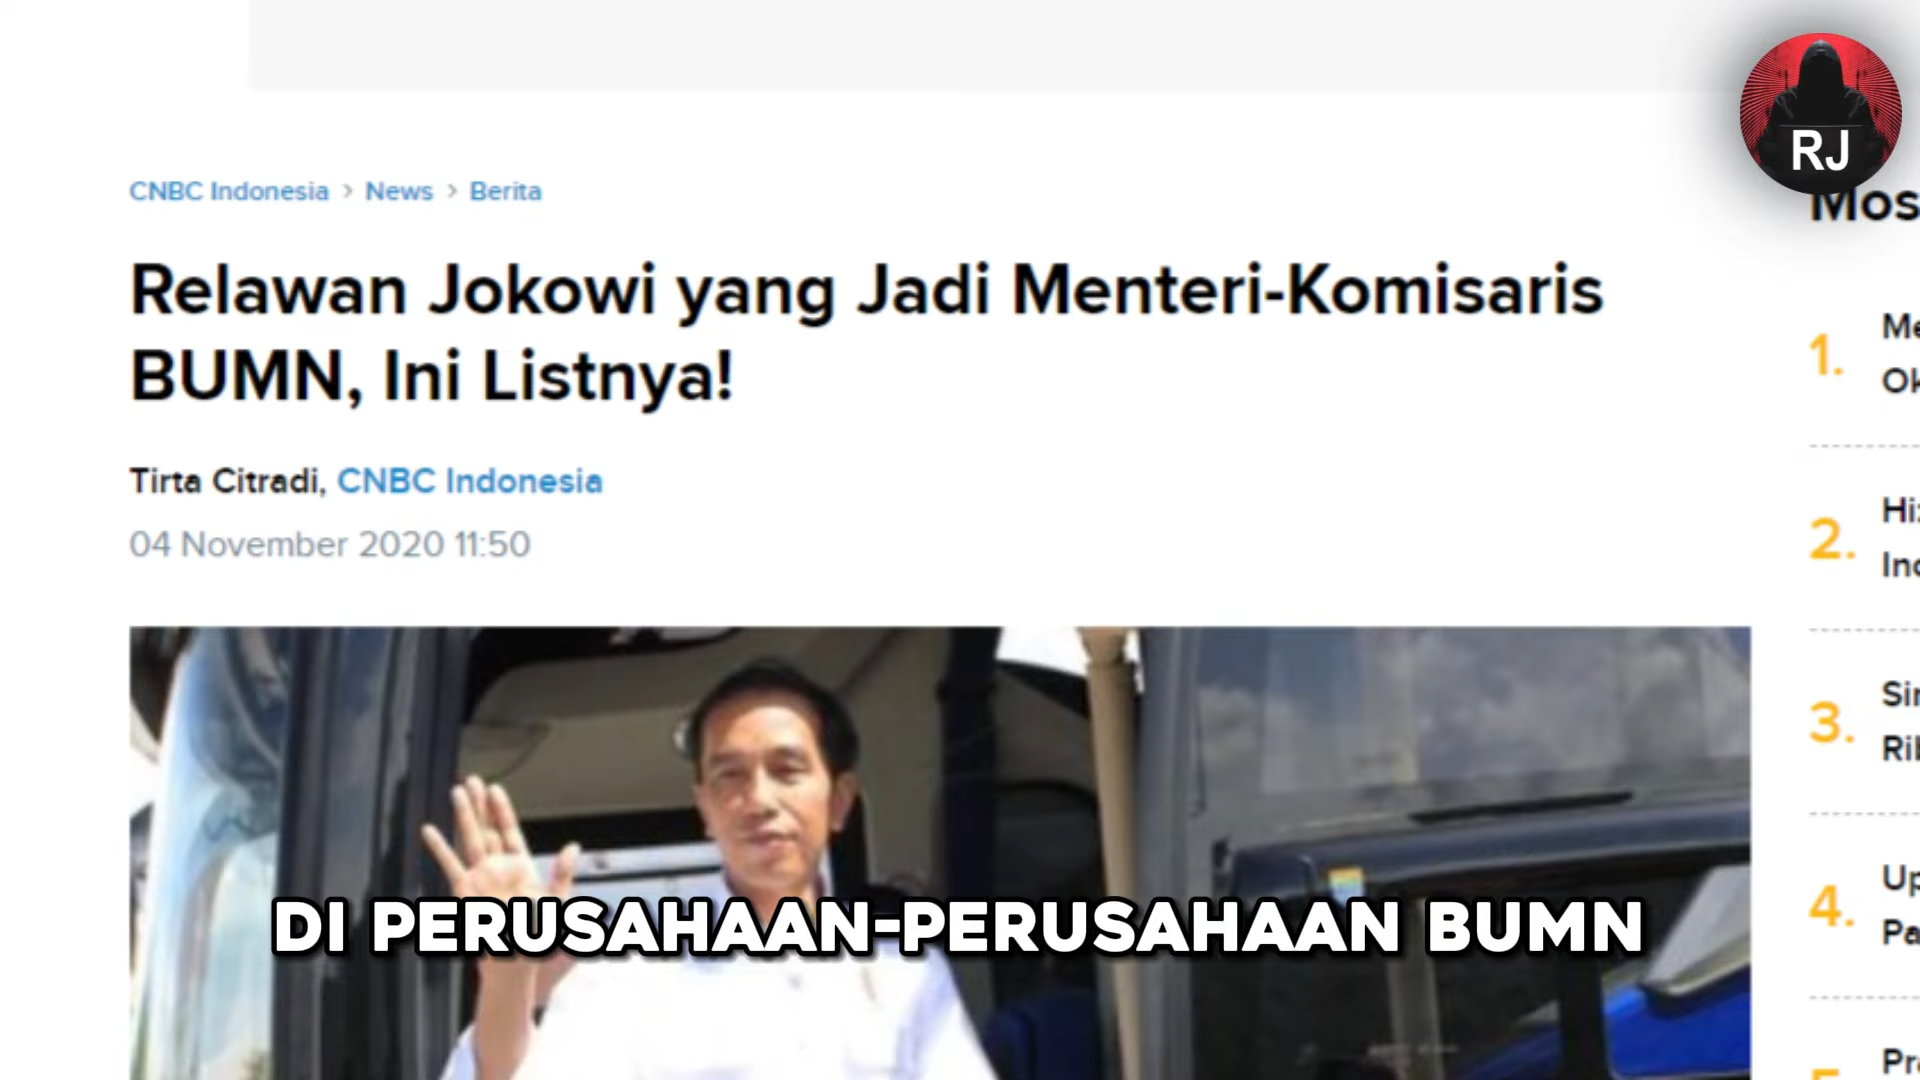 RJ
CNBC Indonesia > News > Berita
Relawan Jokowi yang Jadi Menteri-Komisaris
BUMN, Ini Listnya!
Tirta Citradi, CNBC Indonesia
04 November 2020 11:50
DI PERUSAHAAN-PERUSAHAAN BUMN
1.
2.
3.
4.